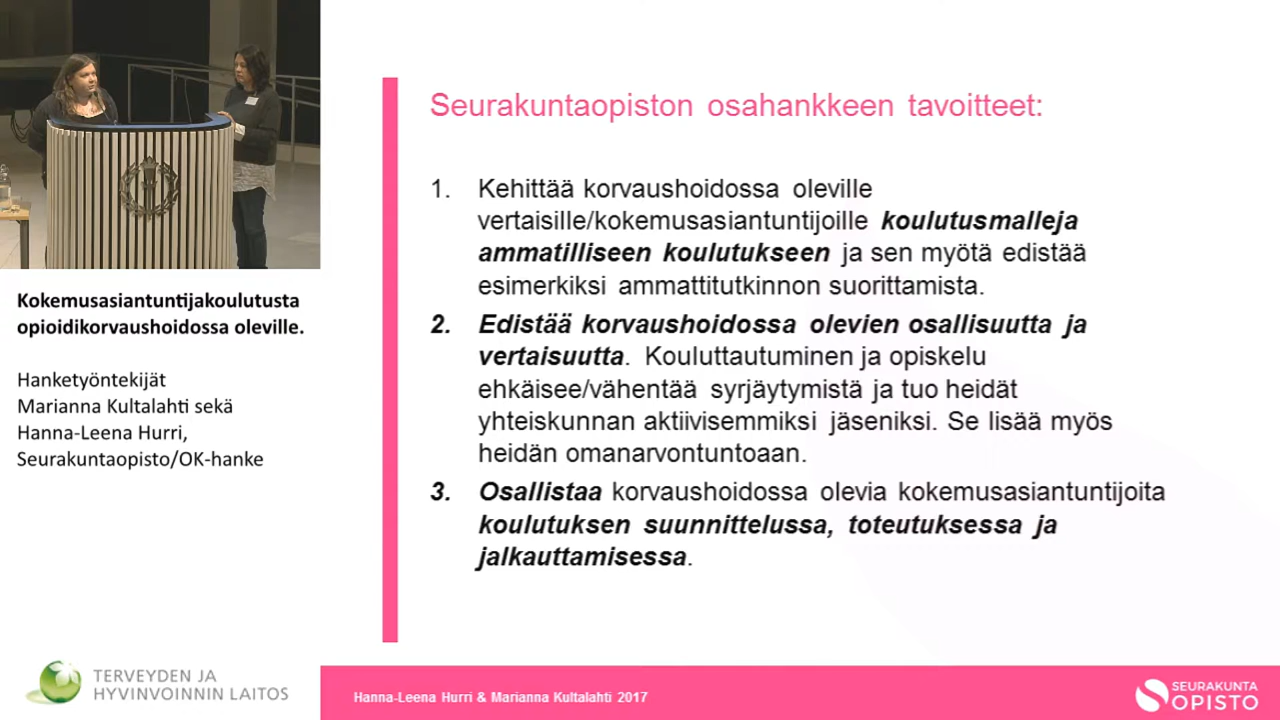 Kokemusasiantuntijakoulutusta
opioidikorvaushoidossa oleville.
Hanketyöntekijät
Marianna Kultalahti sekä
Hanna-Leena Hurri,
Seurakuntaopisto/OK-hanke
TERVEYDEN JA
HYVINVOINNIN LAITOS
Seurakuntaopiston osahankkeen tavoitteet:
1. Kehittää korvaushoidossa oleville
vertaisille/kokemusasiantuntijoille koulutusmalleja
ammatilliseen koulutukseen ja sen myötä edistää
esimerkiksi ammattitutkinnon suorittamista.
2. Edistää korvaushoidossa olevien osallisuutta ja
vertaisuutta. Kouluttautuminen ja opiskelu
ehkäisee/vähentää syrjäytymistä ja tuo heidät
yhteiskunnan aktiivisemmiksi jäseniksi. Se lisää myös
heidän omanarvontuntoaan.
3. Osallistaa korvaushoidossa olevia kokemusasiantuntijoita
koulutuksen suunnittelussa, toteutuksessa ja
jalkauttamisessa.
Hanna-Leena Hurri & Marianna Kultalahti 2017
SEURAKUNTA
OPISTO